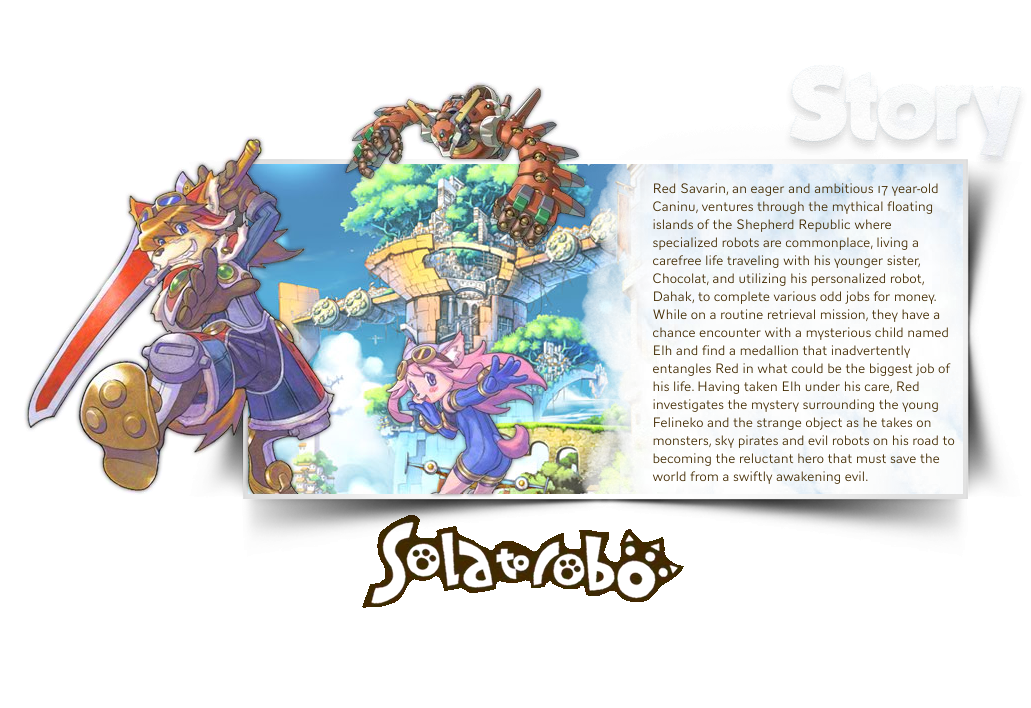 Story
Red Savarin, an eager and ambitious 17 year-old
Caninu, ventures through the mythical floating
islands of the Shepherd Republic where
specialized robots are commonplace, living a
carefree life traveling with his younger sister,
Chocolat, and utilizing his personalized robot,
Dahak, to complete various odd jobs for money.
While on a routine retrieval mission, they have a
chance encounter with a mysterious child named
Elh and find a medallion that inadvertently
entangles Red in what could be the biggest job of
his life. Having taken Elh under his care, Red
investigates the mystery surrounding the young
Felineko and the strange object as he takes on
monsters, sky pirates and evil robots on his road to
becoming the reluctant hero that must save the
world from a swiftly awakening evil.
Solatorobo